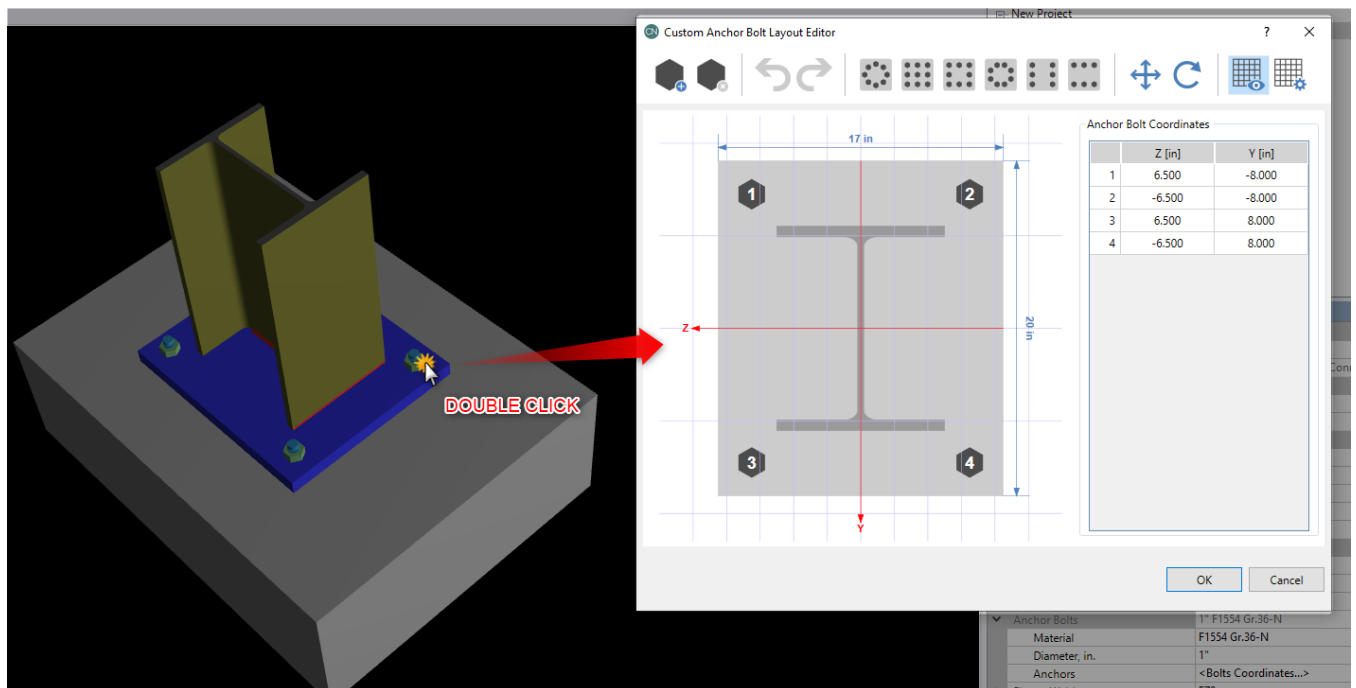 New Project
CN Custom Anchor Bolt Layout Editor ? ×
17 in
20 in
1 2
Z
3 4
Y
Anchor Bolt Coordinates
Z [in] Y [in]
1 6.500 -8.000
2 -6.500 -8.000
3 6.500 8.000
4 -6.500 8.000
DOUBLE CLICK
OK Cancel
Anchor Bolts 1" F1554 Gr.36-N
Material F1554 Gr.36-N
Diameter, in. 1"
Anchors <Bolts Coordinates...>